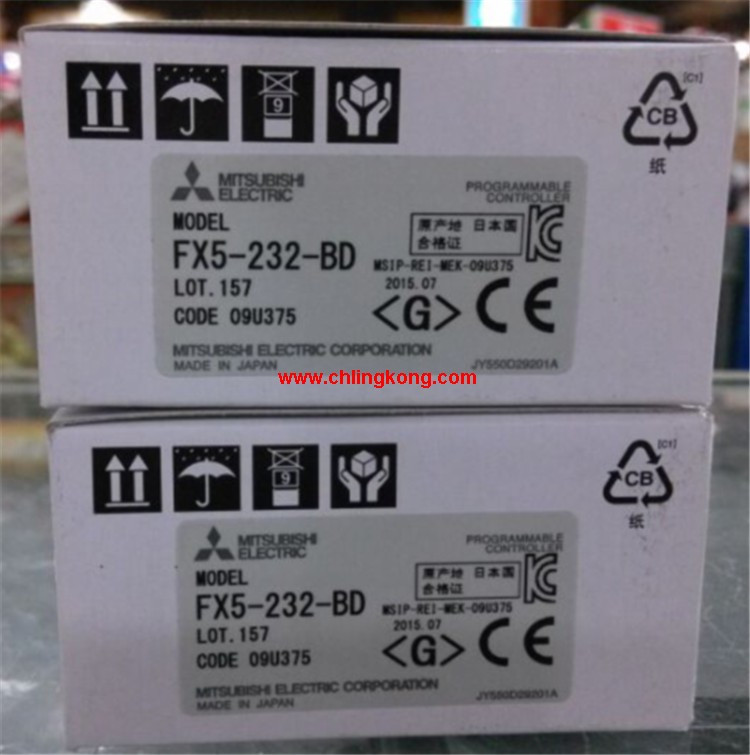 9
[C1]
CB
纸
MITSUBISHI
ELECTRIC
PROGRAMMABLE
CONTROLLER
MODEL
FX5-232-BD
原产地 日本国
合格证
MSIP-REI-MEK-09U375
LOT. 157
2015.07
CODE 09U375
<G> CE
MITSUBISHI ELECTRIC CORPORATION
MADE IN JAPAN
JY550D29201A
www.chlingkong.com
9
[C1]
CB
纸
MITSUBISHI
ELECTRIC
PROGRAMMABLE
CONTROLLER
MODEL
FX5-232-BD
原产地 日本国
合格证
MSIP-REI-MEK-09U375
LOT. 157
2015.07
CODE 09U375
<G> CE
MITSUBISHI ELECTRIC CORPORATION
MADE IN JAPAN
JY550D29201A